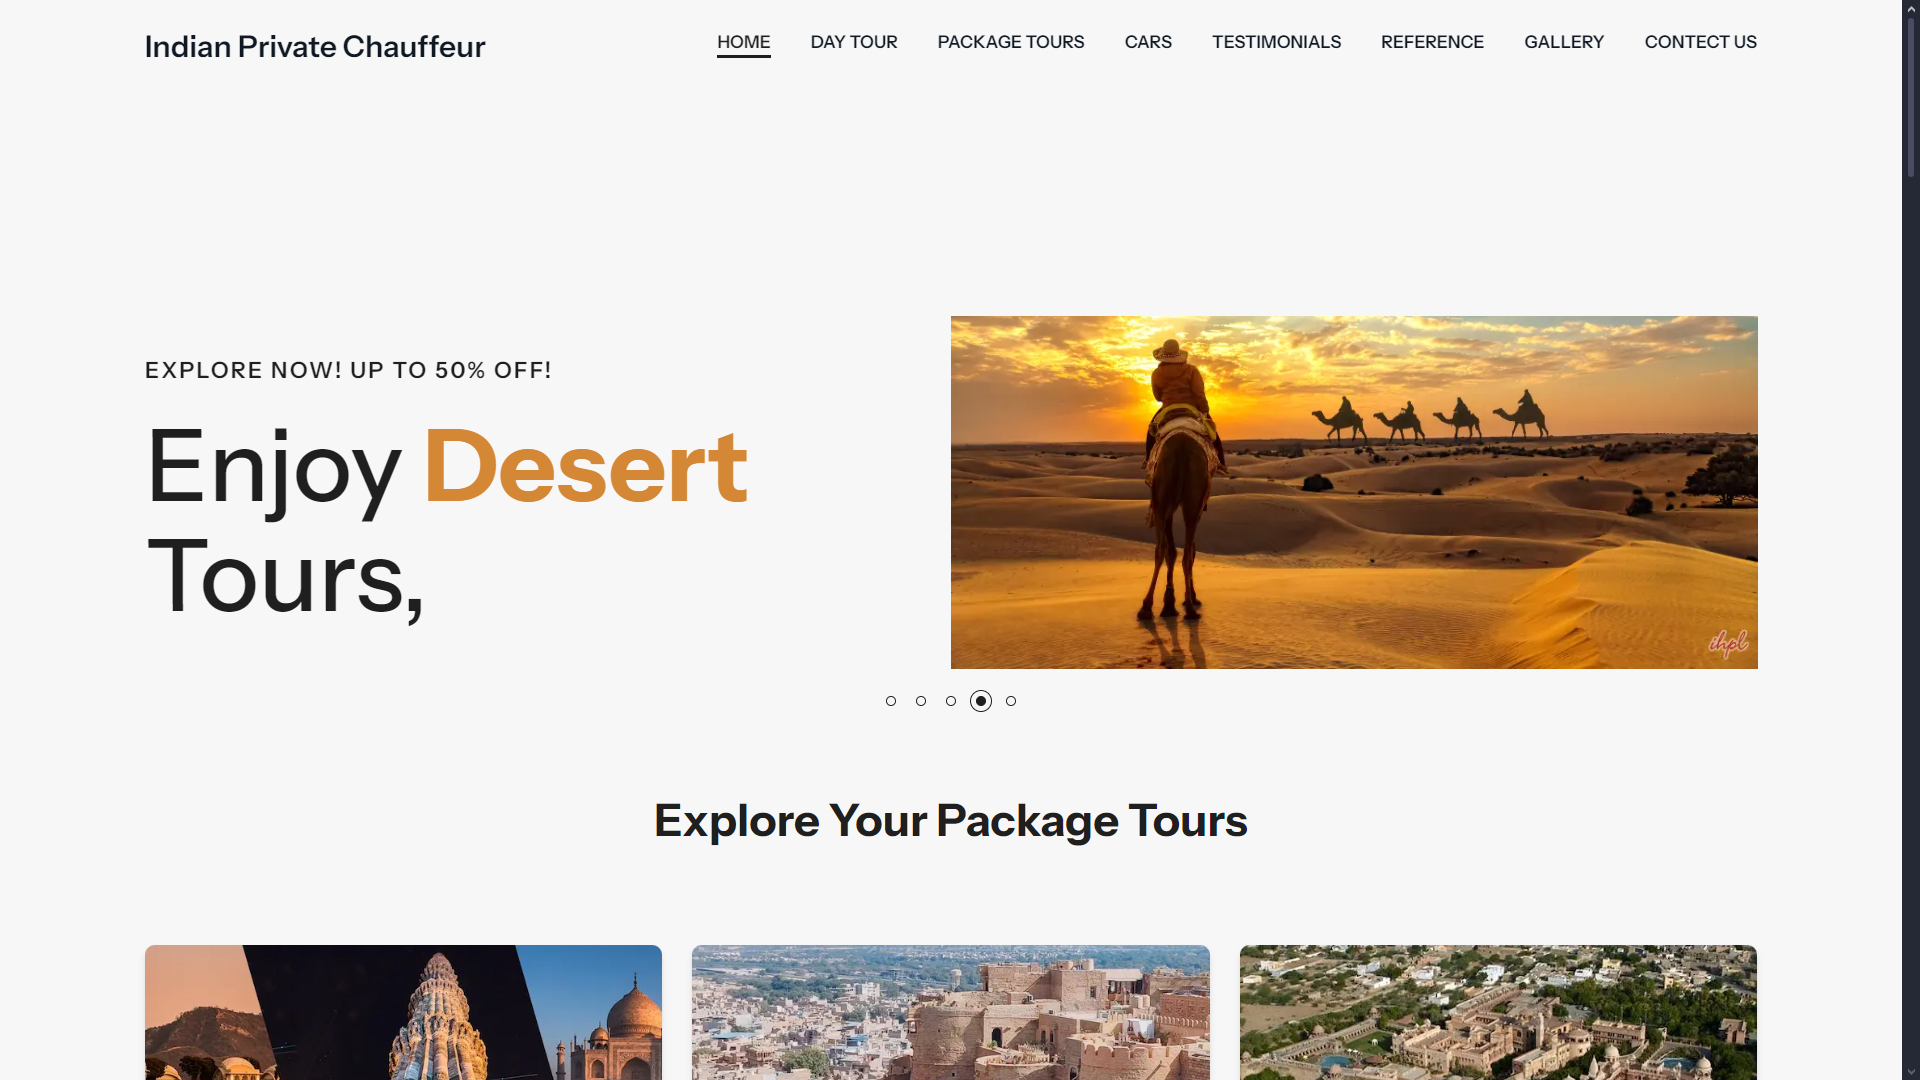 Indian Private Chauffeur
HOME DAY TOUR PACKAGE TOURS CARS TESTIMONIALS REFERENCE GALLERY CONTECT US
EXPLORE NOW! UP TO 50% OFF!
Enjoy Desert
Tours,
ihpl
Explore Your Package Tours